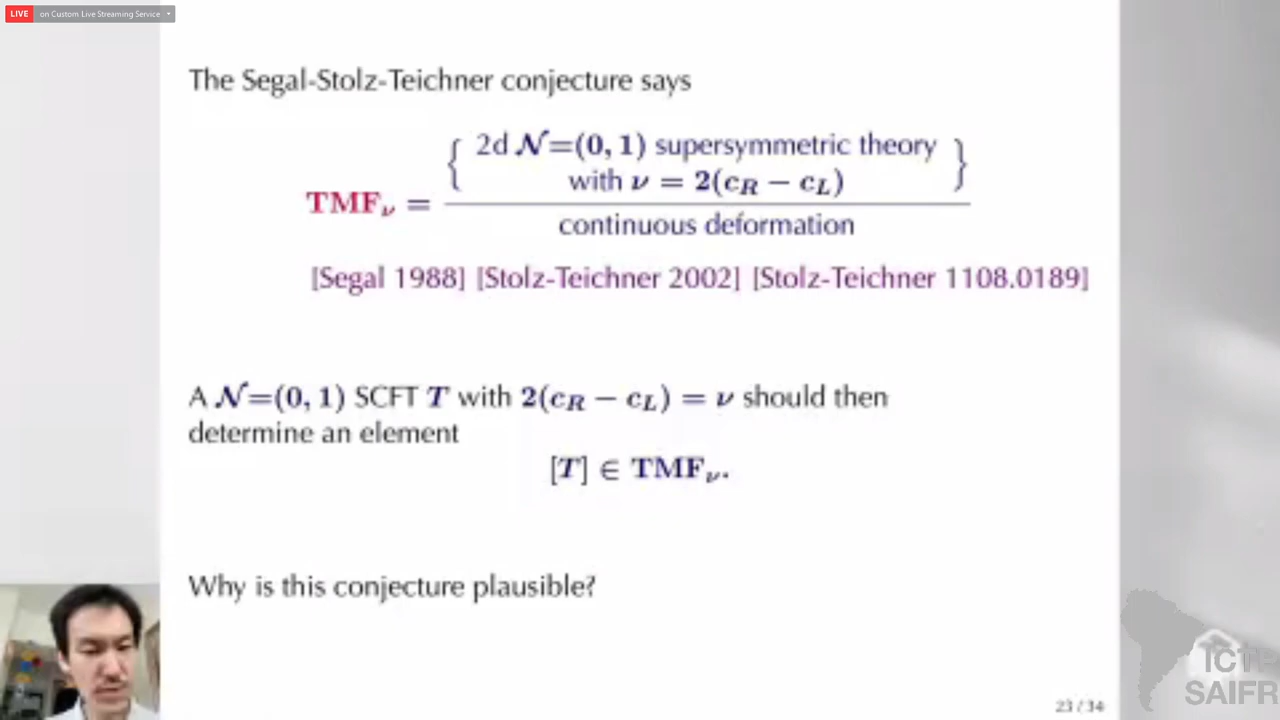 LIVE on Custom Live Streaming Service
The Segal-Stolz-Teichner conjecture says
2d 𝒩=(0, 1) supersymmetric theory
with ν = 2(c_R − c_L)
TMF_ν =
continuous deformation
[Segal 1988] [Stolz-Teichner 2002] [Stolz-Teichner 1108.0189]
A 𝒩=(0, 1) SCFT T with 2(c_R − c_L) = ν should then
determine an element
[T] ∈ TMF_ν.
Why is this conjecture plausible?
ICTP
SAIFR
23 / 34